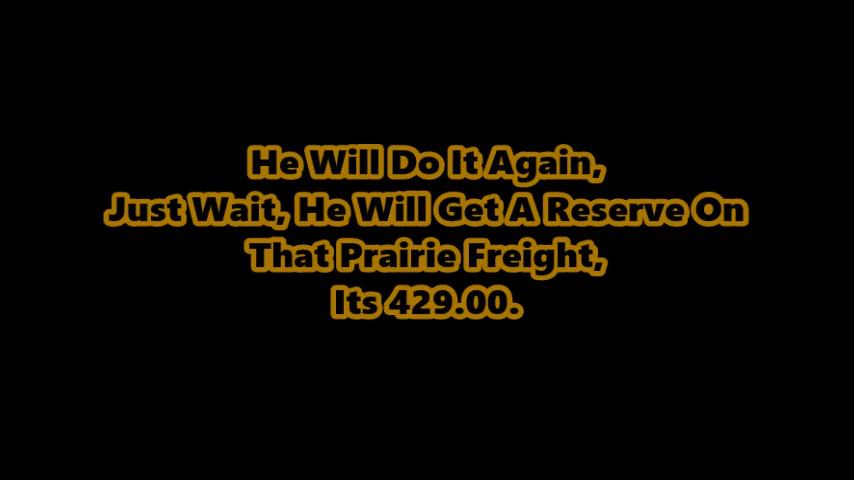 He Will Do It Again,
Just Wait, He Will Get A Reserve On
That Prairie Freight,
Its 429.00.